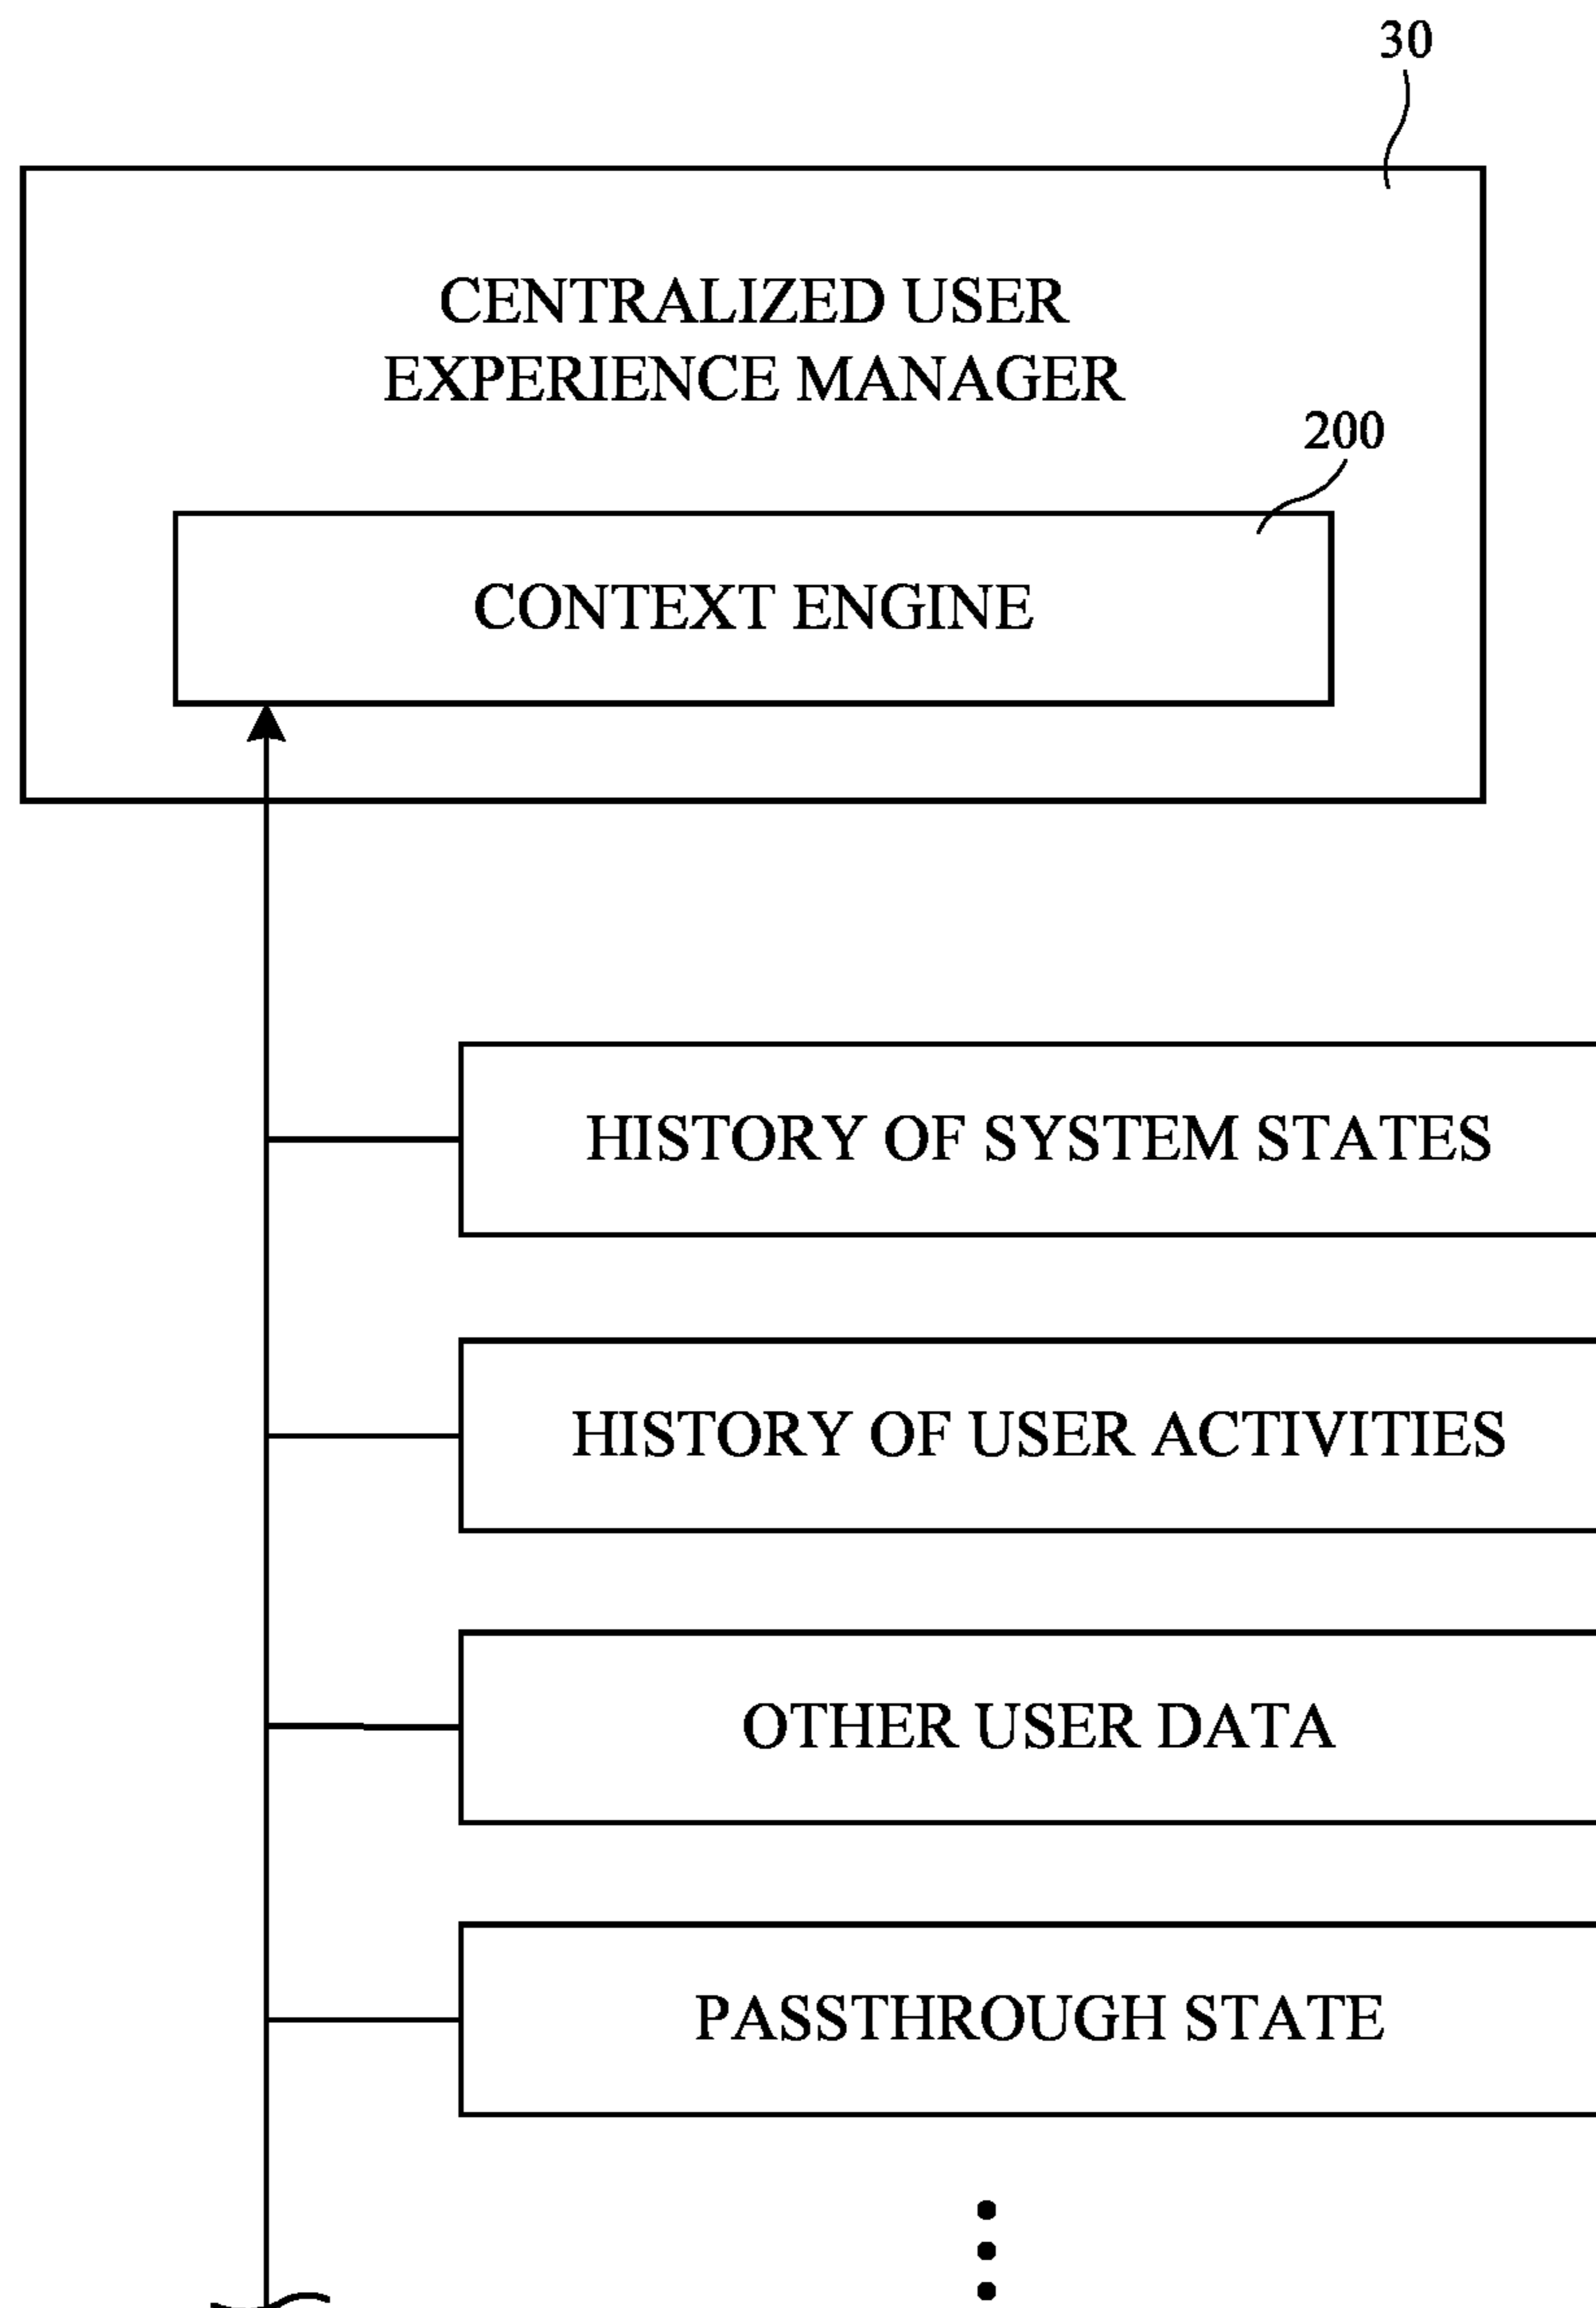 30
CENTRALIZED USER
EXPERIENCE MANAGER
200
CONTEXT ENGINE
HISTORY OF SYSTEM STATES
HISTORY OF USER ACTIVITIES
OTHER USER DATA
PASSTHROUGH STATE